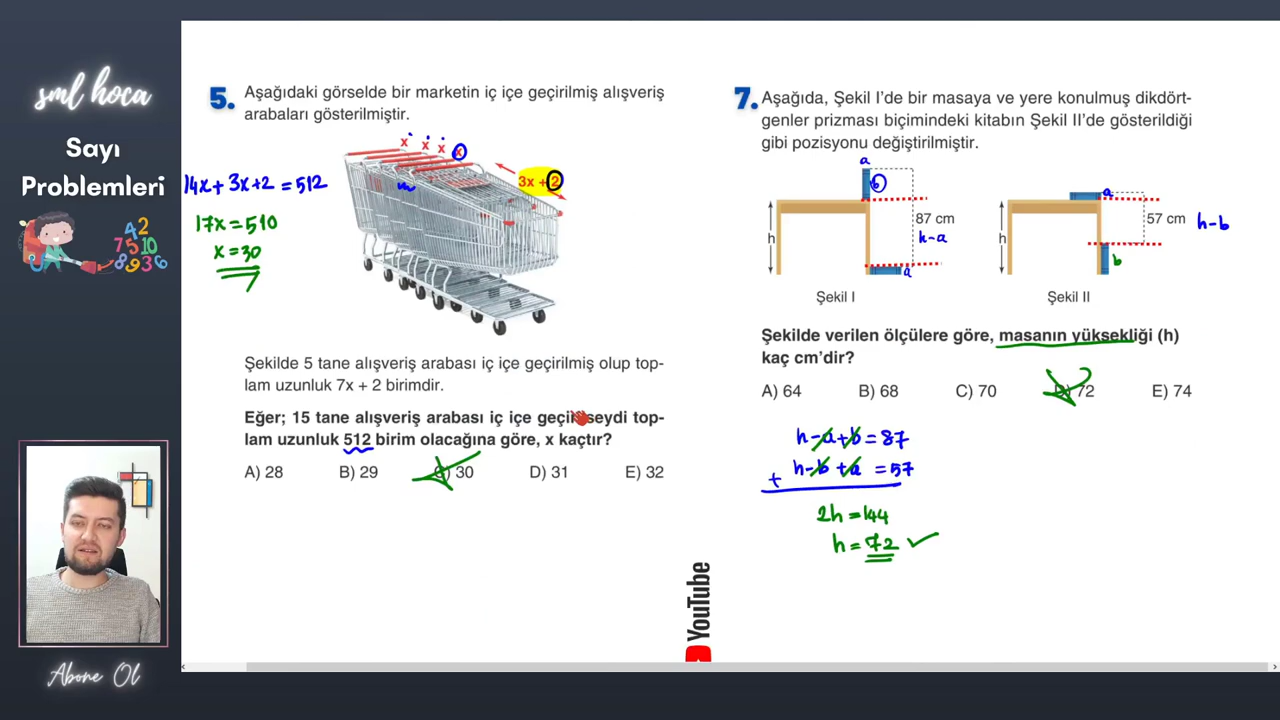 sml hoca
Sayı
Problemleri
Abone Ol
5.
Aşağıdaki görselde bir marketin iç içe geçirilmiş alışveriş
arabaları gösterilmiştir.
x x x x
3x + 2
14x+3x+2=512
17x=510
x=30
Şekilde 5 tane alışveriş arabası iç içe geçirilmiş olup top-
lam uzunluk 7x + 2 birimdir.
Eğer; 15 tane alışveriş arabası iç içe top-
lam uzunluk 512 birim olacağına göre, x kaçtır?
A) 28 B) 29 C) 30 D) 31 E) 32
7.
Aşağıda, Şekil I'de bir masaya ve yere konulmuş dikdört-
genler prizması biçimindeki kitabın Şekil II'de gösterildiği
gibi pozisyonu değiştirilmiştir.
a
b
h
87 cm
h-a
a
Şekil I
a
h
57 cm
h-b
b
Şekil II
Şekilde verilen ölçülere göre, masanın yüksekliği (h)
kaç cm'dir?
A) 64 B) 68 C) 70 D) 72 E) 74
h-a+b=87
+ h-b+a=57
2h=144
h=72
YouTube